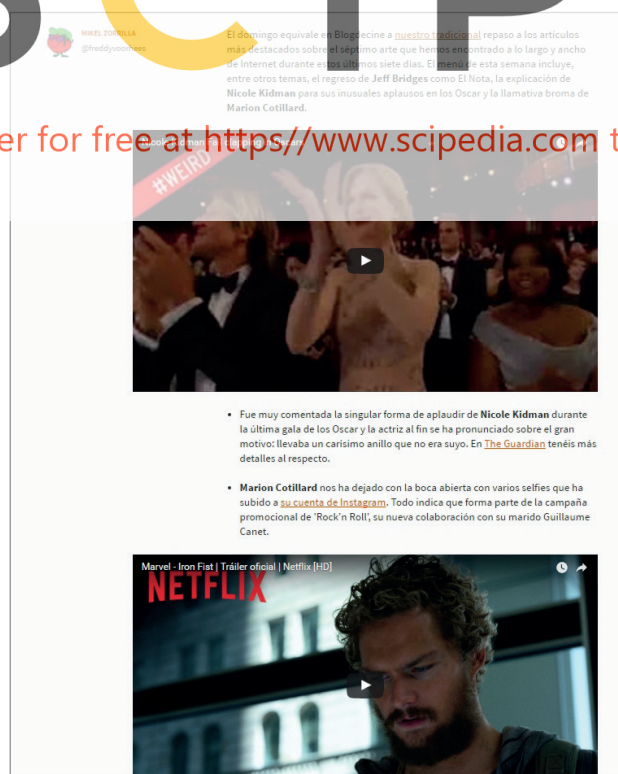 SCIP
MIKEL ZORRILLA
@freddyvoorhees
El domingo equivale en Blogdecine a nuestro tradicional repaso a los artículos
más destacados sobre el séptimo arte que hemos encontrado a lo largo y ancho
de Internet durante estos últimos siete días. El menú de esta semana incluye,
entre otros temas, el regreso de Jeff Bridges como El Nota, la explicación de
Nicole Kidman para sus inusuales aplausos en los Oscar y la llamativa broma de
Marion Cotillard.
er for free at https//www.scipedia.com t
Nicole Kidman Fail clapping in Oscars
#WEIRD
• Fue muy comentada la singular forma de aplaudir de Nicole Kidman durante
la última gala de los Oscar y la actriz al fin se ha pronunciado sobre el gran
motivo: llevaba un carísimo anillo que no era suyo. En The Guardian tenéis más
detalles al respecto.
• Marion Cotillard nos ha dejado con la boca abierta con varios selfies que ha
subido a su cuenta de Instagram. Todo indica que forma parte de la campaña
promocional de 'Rock'n Roll', su nueva colaboración con su marido Guillaume
Canet.
Marvel - Iron Fist | Tráiler oficial | Netflix [HD]
NETFLIX